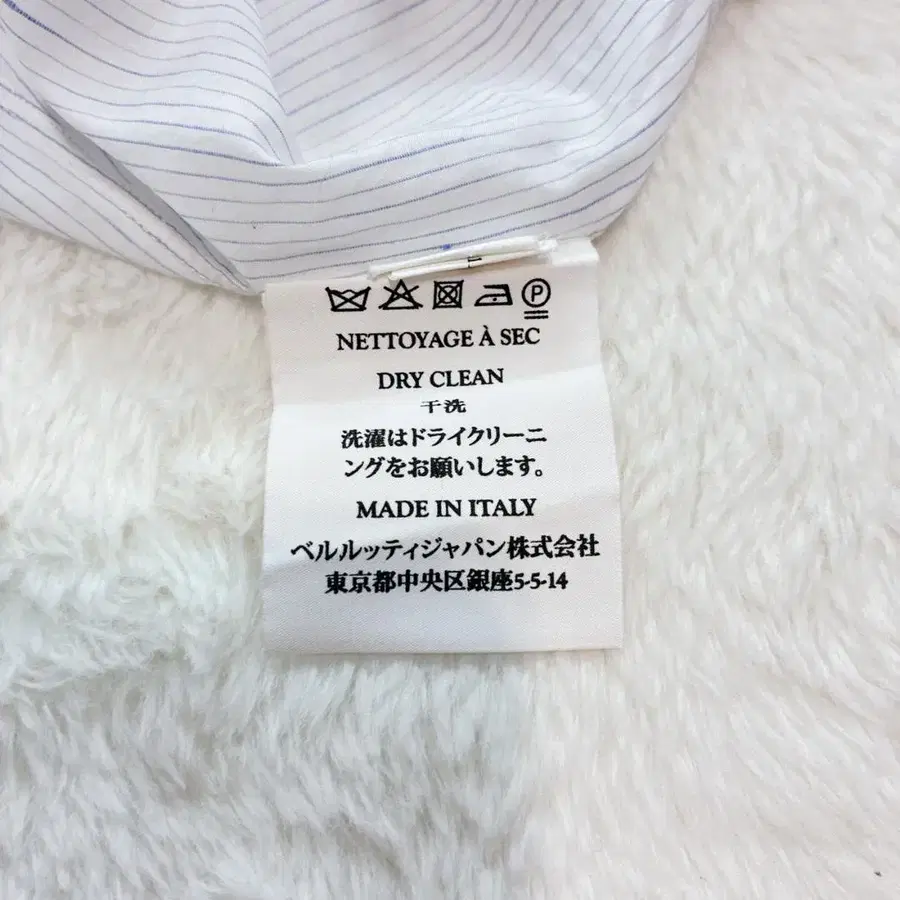 P
NETTOYAGE À SEC
DRY CLEAN
干洗
洗濯はドライクリーニ
ングをお願いします。
MADE IN ITALY
ベルルッティジャパン株式会社
東京都中央区銀座5-5-14